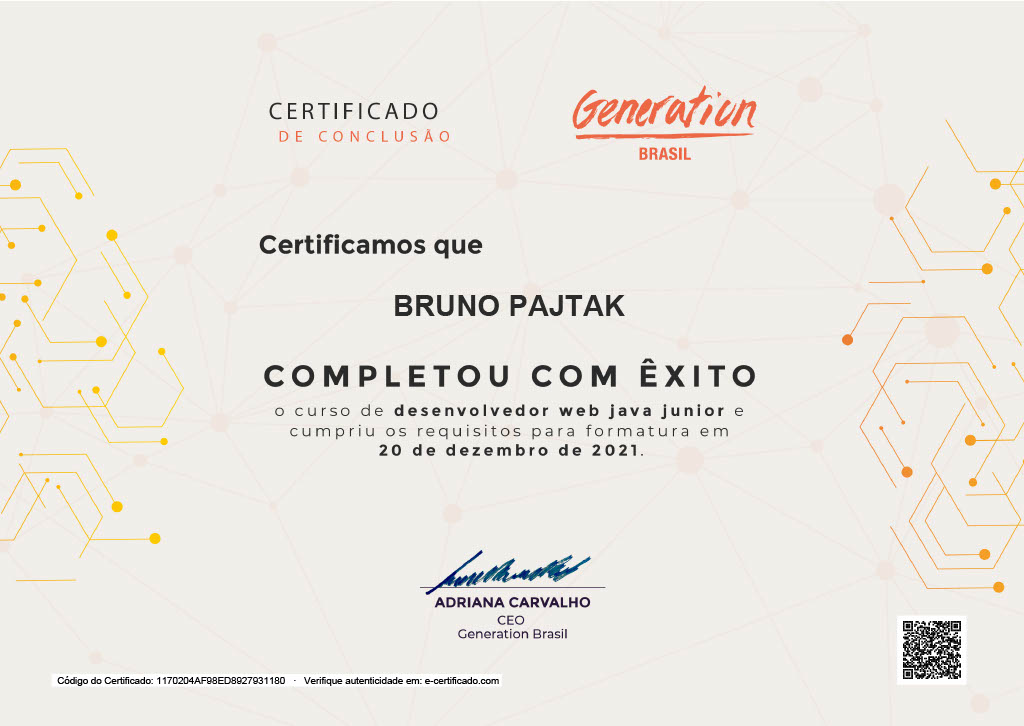 CERTIFICADO
DE CONCLUSÃO
Generation
BRASIL
Certificamos que
BRUNO PAJTAK
COMPLETOU COM ÊXITO
o curso de desenvolvedor web java junior e
cumpriu os requisitos para formatura em
20 de dezembro de 2021.
ADRIANA CARVALHO
CEO
Generation Brasil
Código do Certificado: 1170204AF98ED8927931180 · Verifique autenticidade em: e-certificado.com